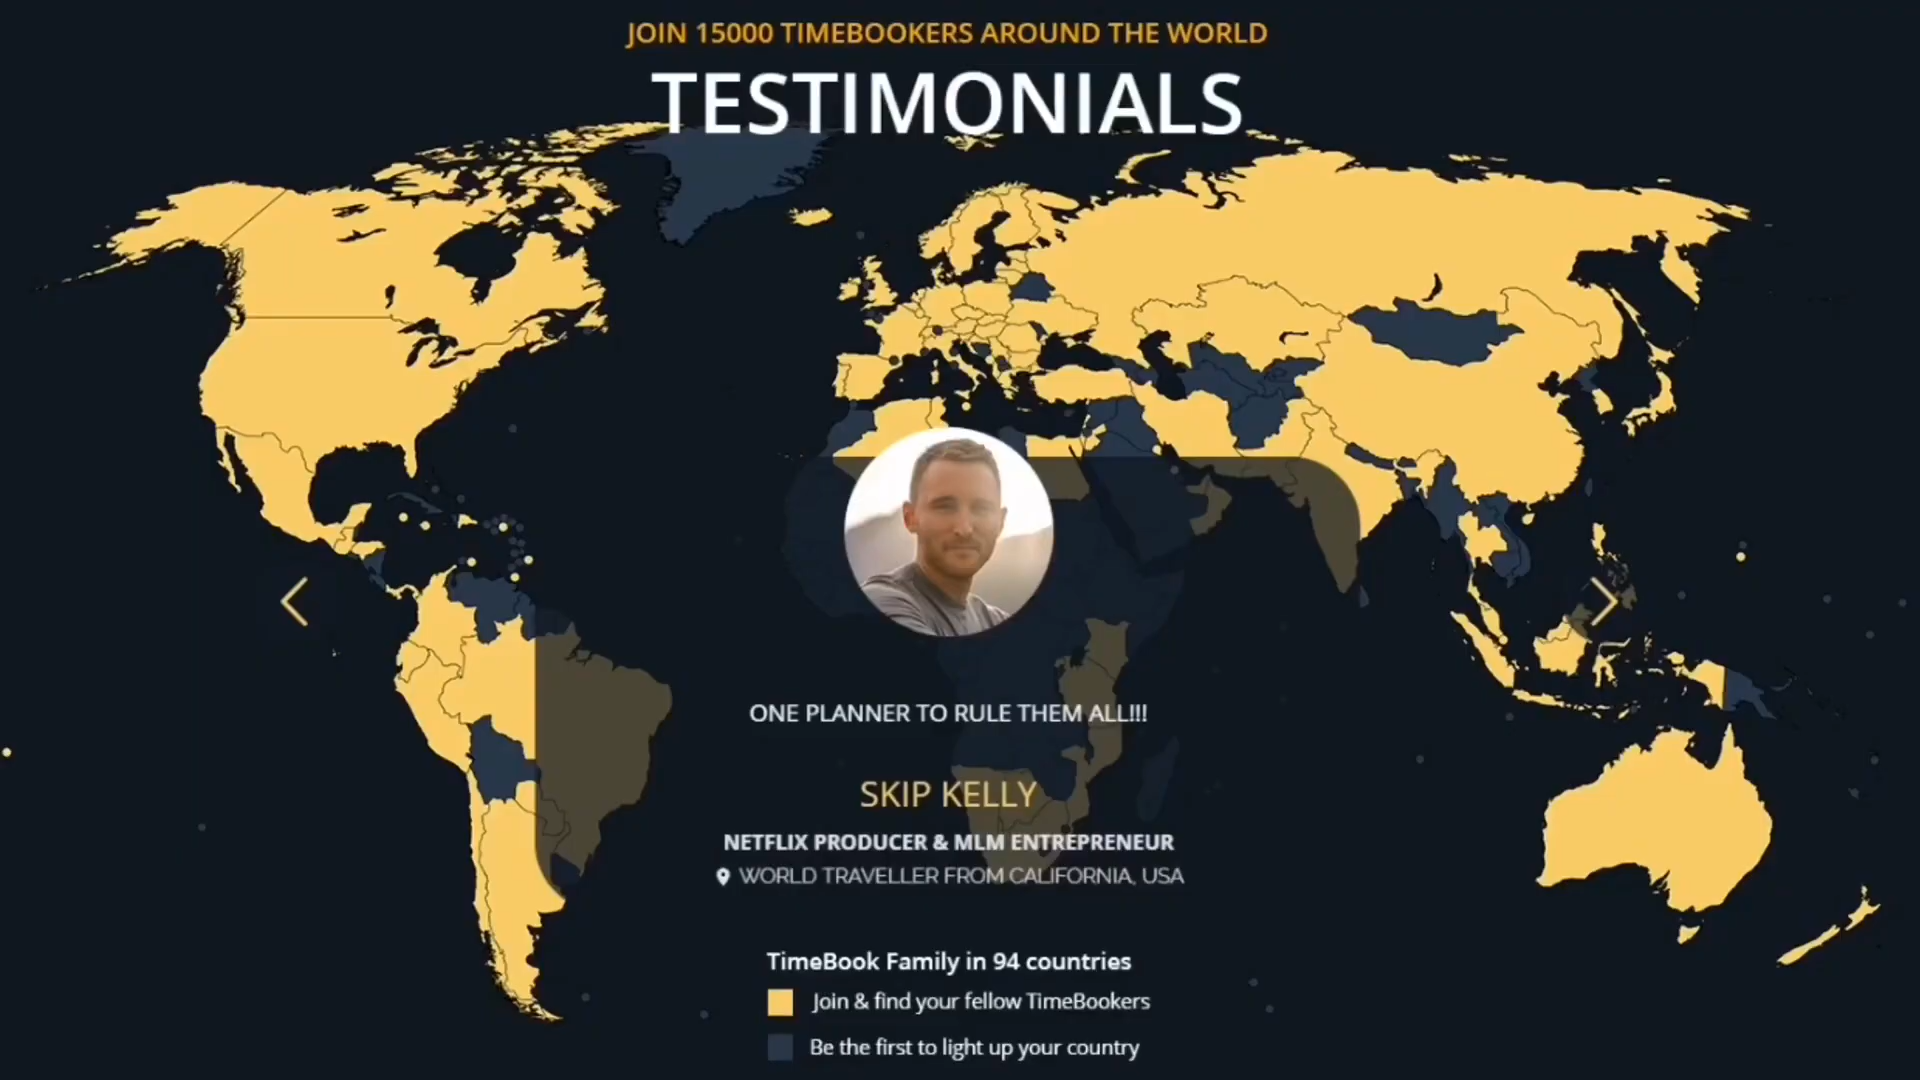 JOIN 15000 TIMEBOOKERS AROUND THE WORLD
TESTIMONIALS
ONE PLANNER TO RULE THEM ALL!!!
SKIP KELLY
NETFLIX PRODUCER & MLM ENTREPRENEUR
WORLD TRAVELLER FROM CALIFORNIA, USA
TimeBook Family in 94 countries
Join & find your fellow TimeBookers
Be the first to light up your country